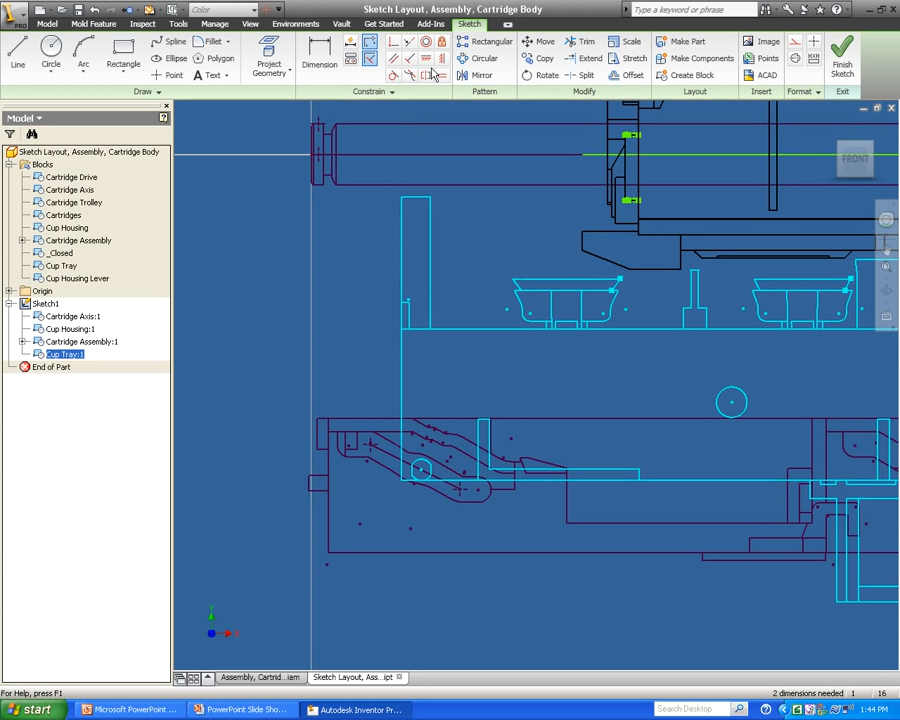 Color
Sketch Layout, Assembly, Cartridge Body
Type a keyword or phrase
PRO
Model Mold Feature Inspect Tools Manage View Environments Vault Get Started Add-Ins Sketch
Line
Circle
Arc
Rectangle
Spline
Ellipse
Point
Fillet
Polygon
Text
Project
Geometry
Dimension
Rectangular
Circular
Mirror
Move
Copy
Rotate
Trim
Extend
Split
Scale
Stretch
Offset
Make Part
Make Components
Create Block
Image
Points
ACAD
Finish
Sketch
Draw Constrain Pattern Modify Layout Insert Format Exit
Model
Sketch Layout, Assembly, Cartridge Body
Blocks
Cartridge Drive
Cartridge Axis
Cartridge Trolley
Cartridges
Cup Housing
Cartridge Assembly
_Closed
Cup Tray
Cup Housing Lever
Origin
Sketch1
Cartridge Axis:1
Cup Housing:1
Cartridge Assembly:1
Cup Tray:1
End of Part
FRONT
Assembly, Cartrid...iam
Sketch Layout, Ass...ipt
For Help, press F1
2 dimensions needed 1 16
start
Microsoft PowerPoint ...
PowerPoint Slide Sho...
Autodesk Inventor Pr...
Search Desktop
1:44 PM